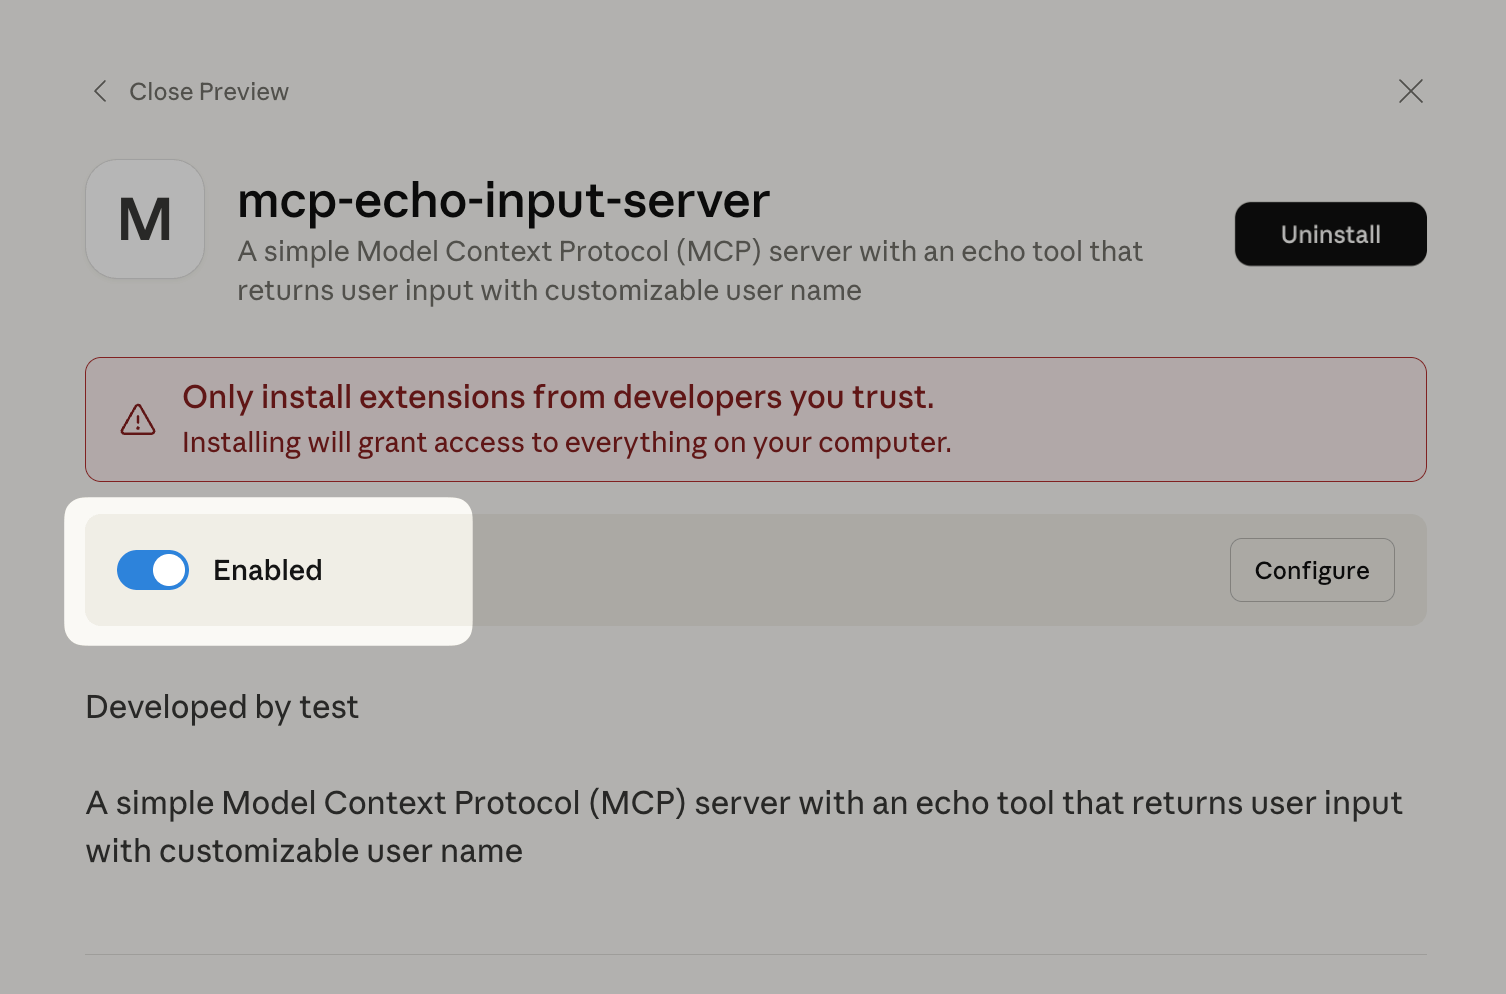 Close Preview
M
mcp-echo-input-server
A simple Model Context Protocol (MCP) server with an echo tool that
returns user input with customizable user name
Uninstall
Only install extensions from developers you trust.
Installing will grant access to everything on your computer.
Enabled
Configure
Developed by test
A simple Model Context Protocol (MCP) server with an echo tool that returns user input
with customizable user name